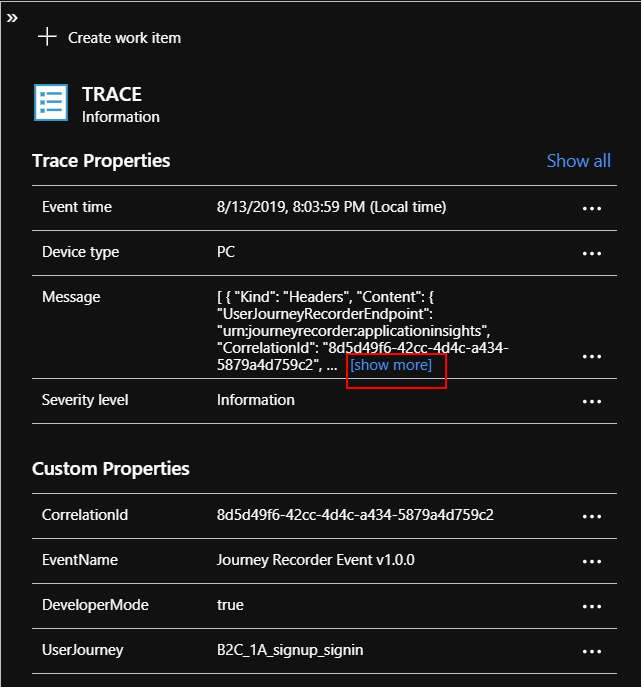 »
+ Create work item
TRACE
Information
Trace Properties Show all
Event time 8/13/2019, 8:03:59 PM (Local time) ...
Device type PC ...
Message [ { "Kind": "Headers", "Content": {
"UserJourneyRecorderEndpoint":
"urn:journeyrecorder:applicationinsights",
"CorrelationId": "8d5d49f6-42cc-4d4c-a434-
5879a4d759c2", ... [show more] ...
Severity level Information ...
Custom Properties
CorrelationId 8d5d49f6-42cc-4d4c-a434-5879a4d759c2 ...
EventName Journey Recorder Event v1.0.0 ...
DeveloperMode true ...
UserJourney B2C_1A_signup_signin ...